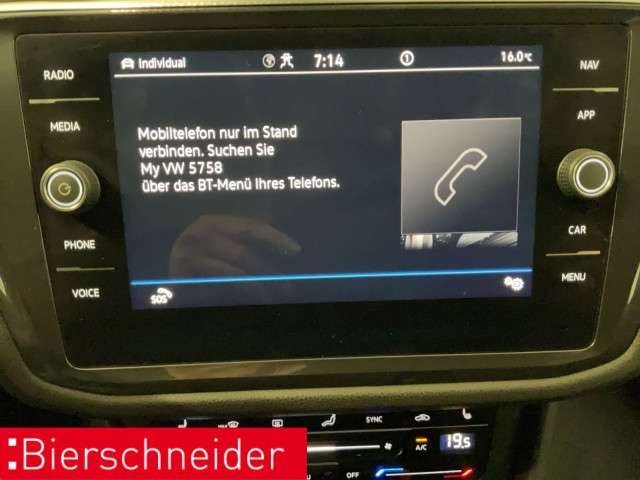 RADIO
MEDIA
PHONE
VOICE
Individual
7:14
16.0°C
Mobiltelefon nur im Stand
verbinden. Suchen Sie
My VW 5758
über das BT-Menü Ihres Telefons.
SOS
NAV
APP
CAR
MENU
SYNC
A/C
19.5
Bierschneider